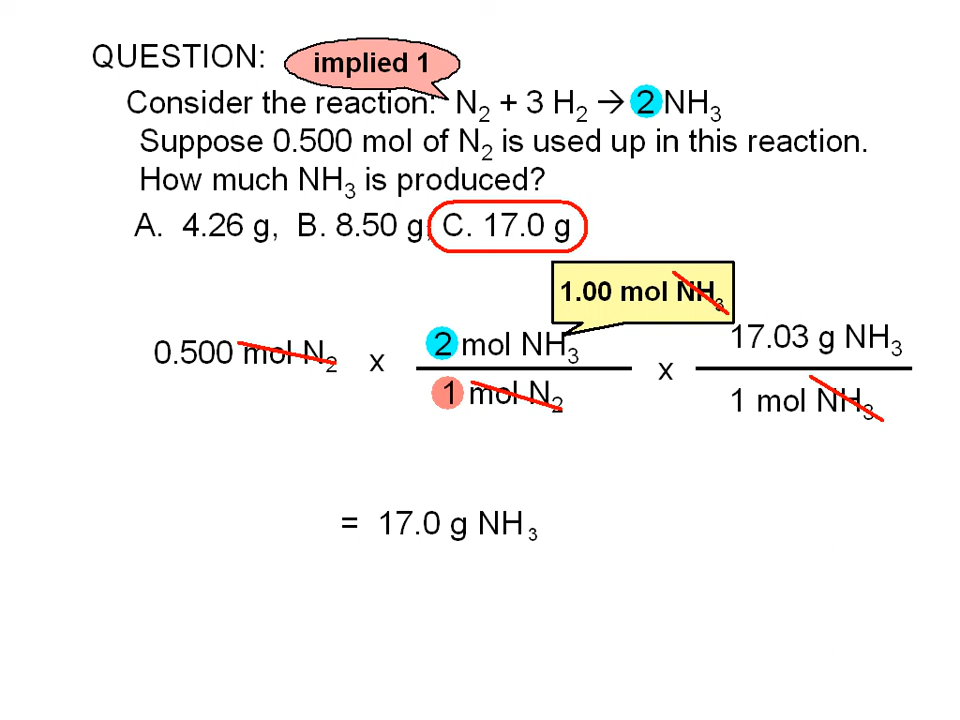 QUESTION:
implied 1
Consider the reaction: N₂ + 3 H₂ → 2 NH₃
Suppose 0.500 mol of N₂ is used up in this reaction.
How much NH₃ is produced?
A. 4.26 g, B. 8.50 g, C. 17.0 g
1.00 mol NH₃
0.500 mol N₂ x 2 mol NH₃ x 17.03 g NH₃
1 mol N₂ 1 mol NH₃
= 17.0 g NH₃